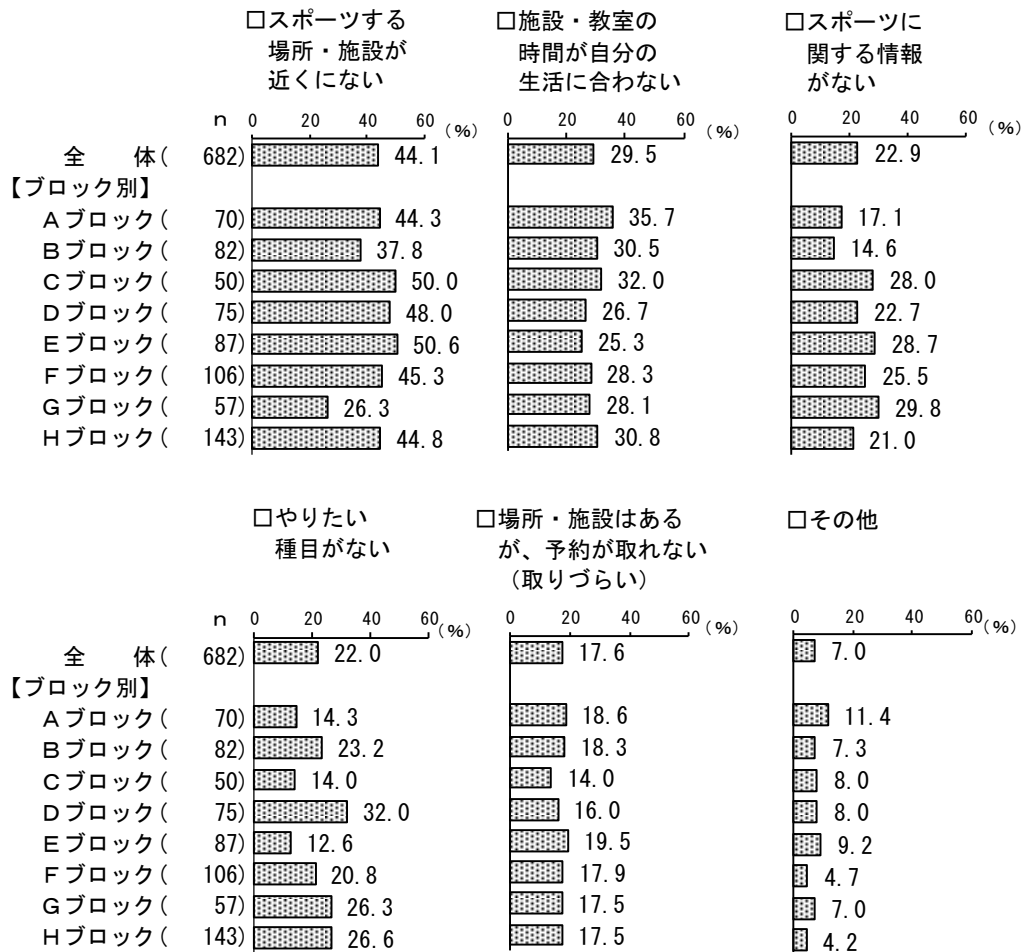 □スポーツする □施設・教室の □スポーツに
場所・施設が 時間が自分の 関する情報
近くにない 生活に合わない がない
n 0 20 40 60 (%) 0 20 40 60 (%) 0 20 40 60 (%)
全 体( 682) 44.1 29.5 22.9
【ブロック別】
Aブロック( 70) 44.3 35.7 17.1
Bブロック( 82) 37.8 30.5 14.6
Cブロック( 50) 50.0 32.0 28.0
Dブロック( 75) 48.0 26.7 22.7
Eブロック( 87) 50.6 25.3 28.7
Fブロック( 106) 45.3 28.3 25.5
Gブロック( 57) 26.3 28.1 29.8
Hブロック( 143) 44.8 30.8 21.0
□やりたい □場所・施設はある □その他
種目がない が、予約が取れない
(取りづらい)
n 0 20 40 60 (%) 0 20 40 60 (%) 0 20 40 60 (%)
全 体( 682) 22.0 17.6 7.0
【ブロック別】
Aブロック( 70) 14.3 18.6 11.4
Bブロック( 82) 23.2 18.3 7.3
Cブロック( 50) 14.0 14.0 8.0
Dブロック( 75) 32.0 16.0 8.0
Eブロック( 87) 12.6 19.5 9.2
Fブロック( 106) 20.8 17.9 4.7
Gブロック( 57) 26.3 17.5 7.0
Hブロック( 143) 26.6 17.5 4.2